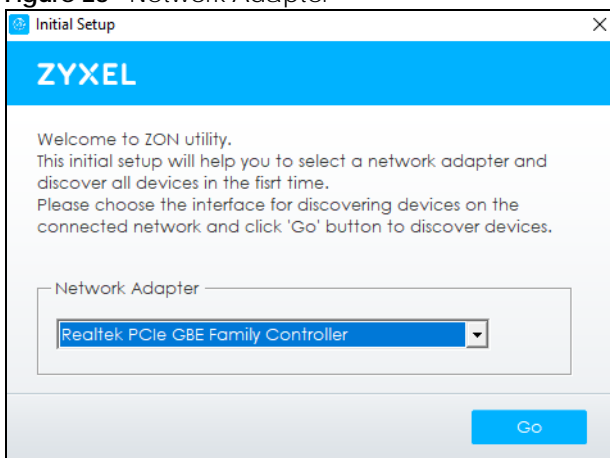 Figure 28 Network Adapter
Initial Setup
ZYXEL
Welcome to ZON utility.
This initial setup will help you to select a network adapter and
discover all devices in the fisrt time.
Please choose the interface for discovering devices on the
connected network and click 'Go' button to discover devices.
Network Adapter
Realtek PCIe GBE Family Controller
Go